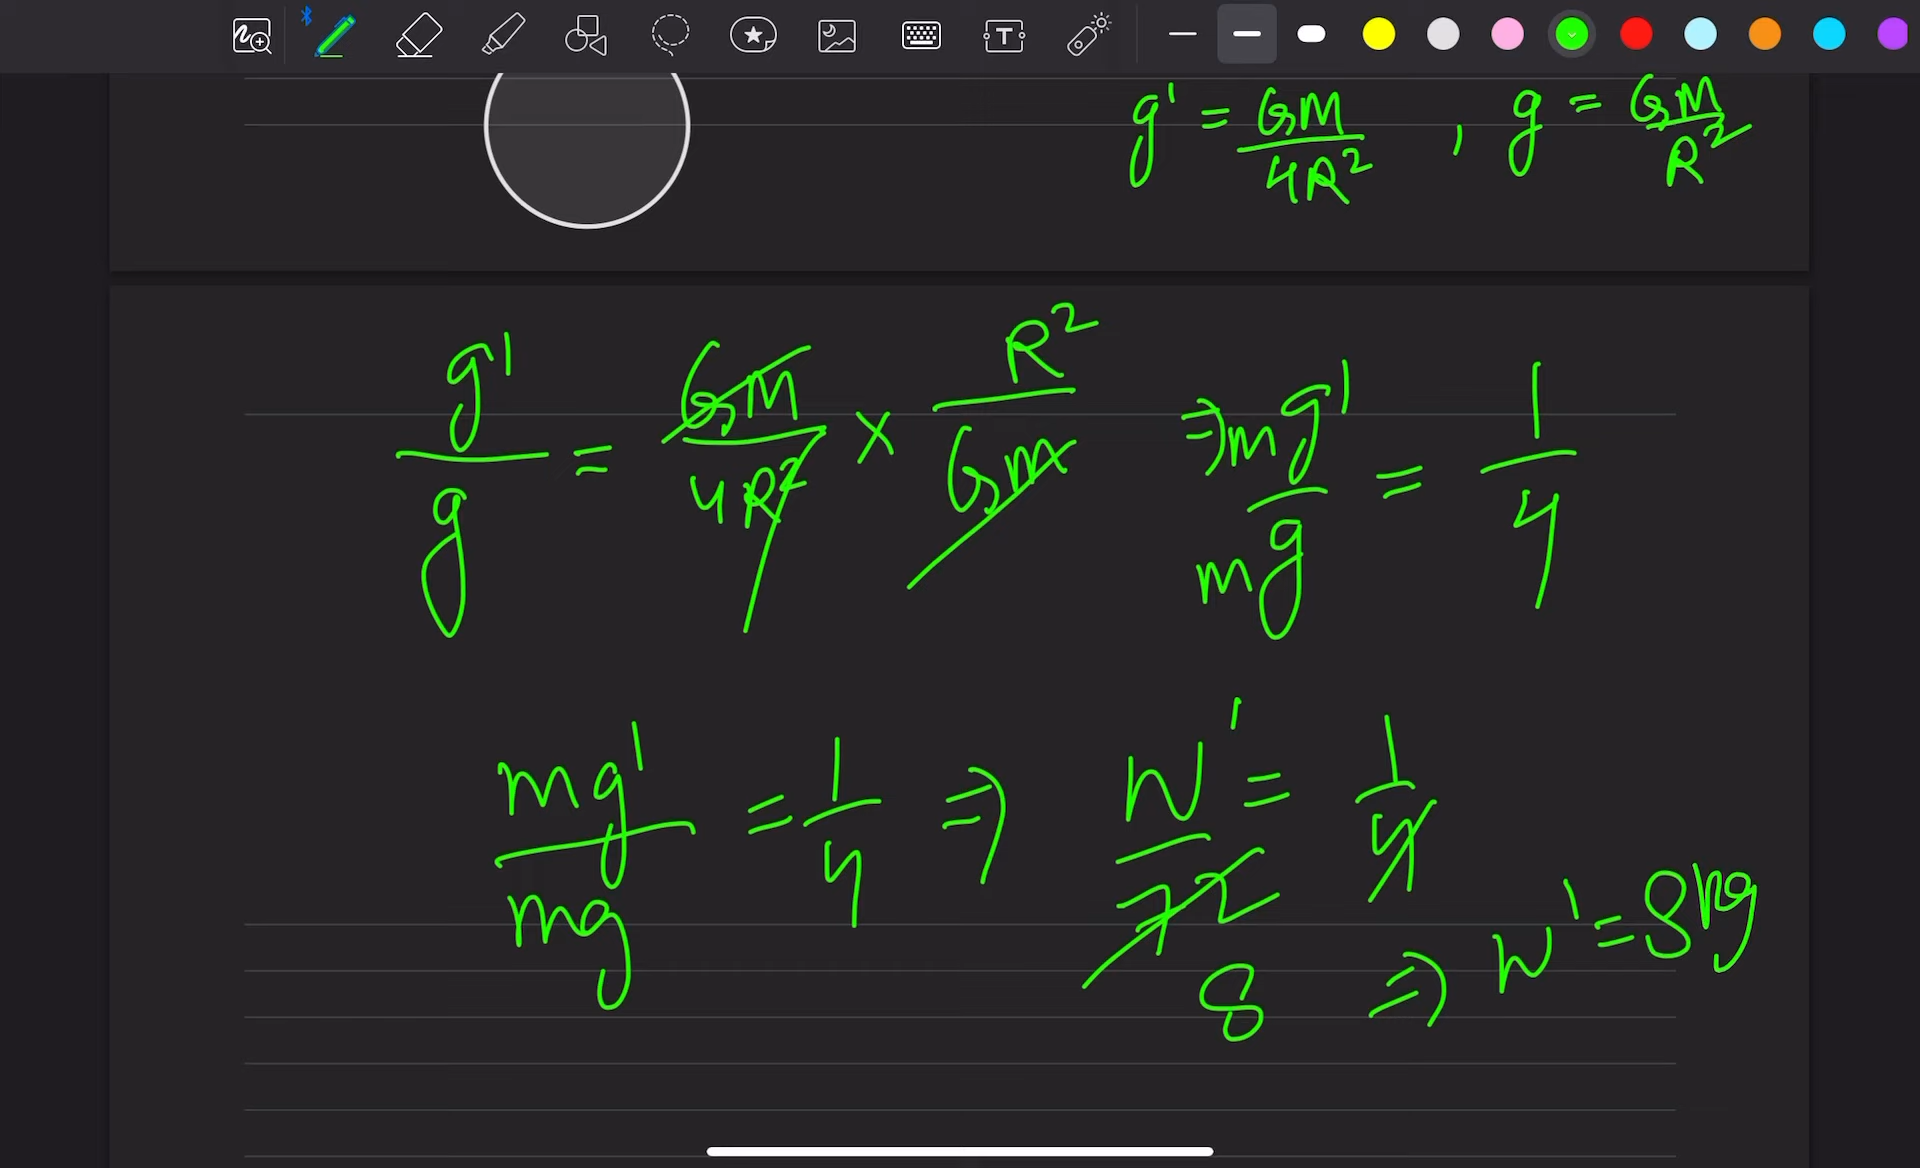 g' = GM / 4R² , g = GM / R²
g' / g = GM / 4R² × R² / GM ⇒ mg' / mg = 1 / 4
mg' / mg = 1 / 4 ⇒ W' / 72 = 1 / 4
8 ⇒ W' = 8kg